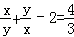 x/y + y/x − 2 = 4/3